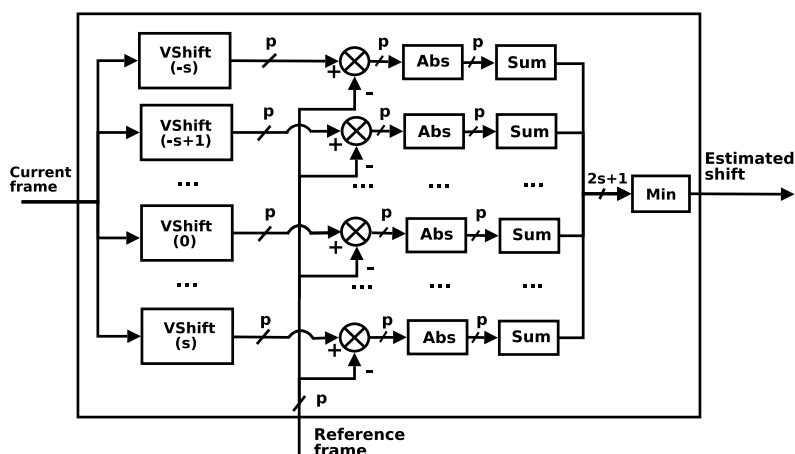 p p p
VShift
(-s)
+ Abs Sum
-
p p p
VShift
(-s+1)
+ Abs Sum
-
Current
frame
... ... ... ...
2s+1
Min
Estimated
shift
p p p
VShift
(0)
+ Abs Sum
-
... ... ... ...
p p p
VShift
(s)
+ Abs Sum
-
p
Reference
frame